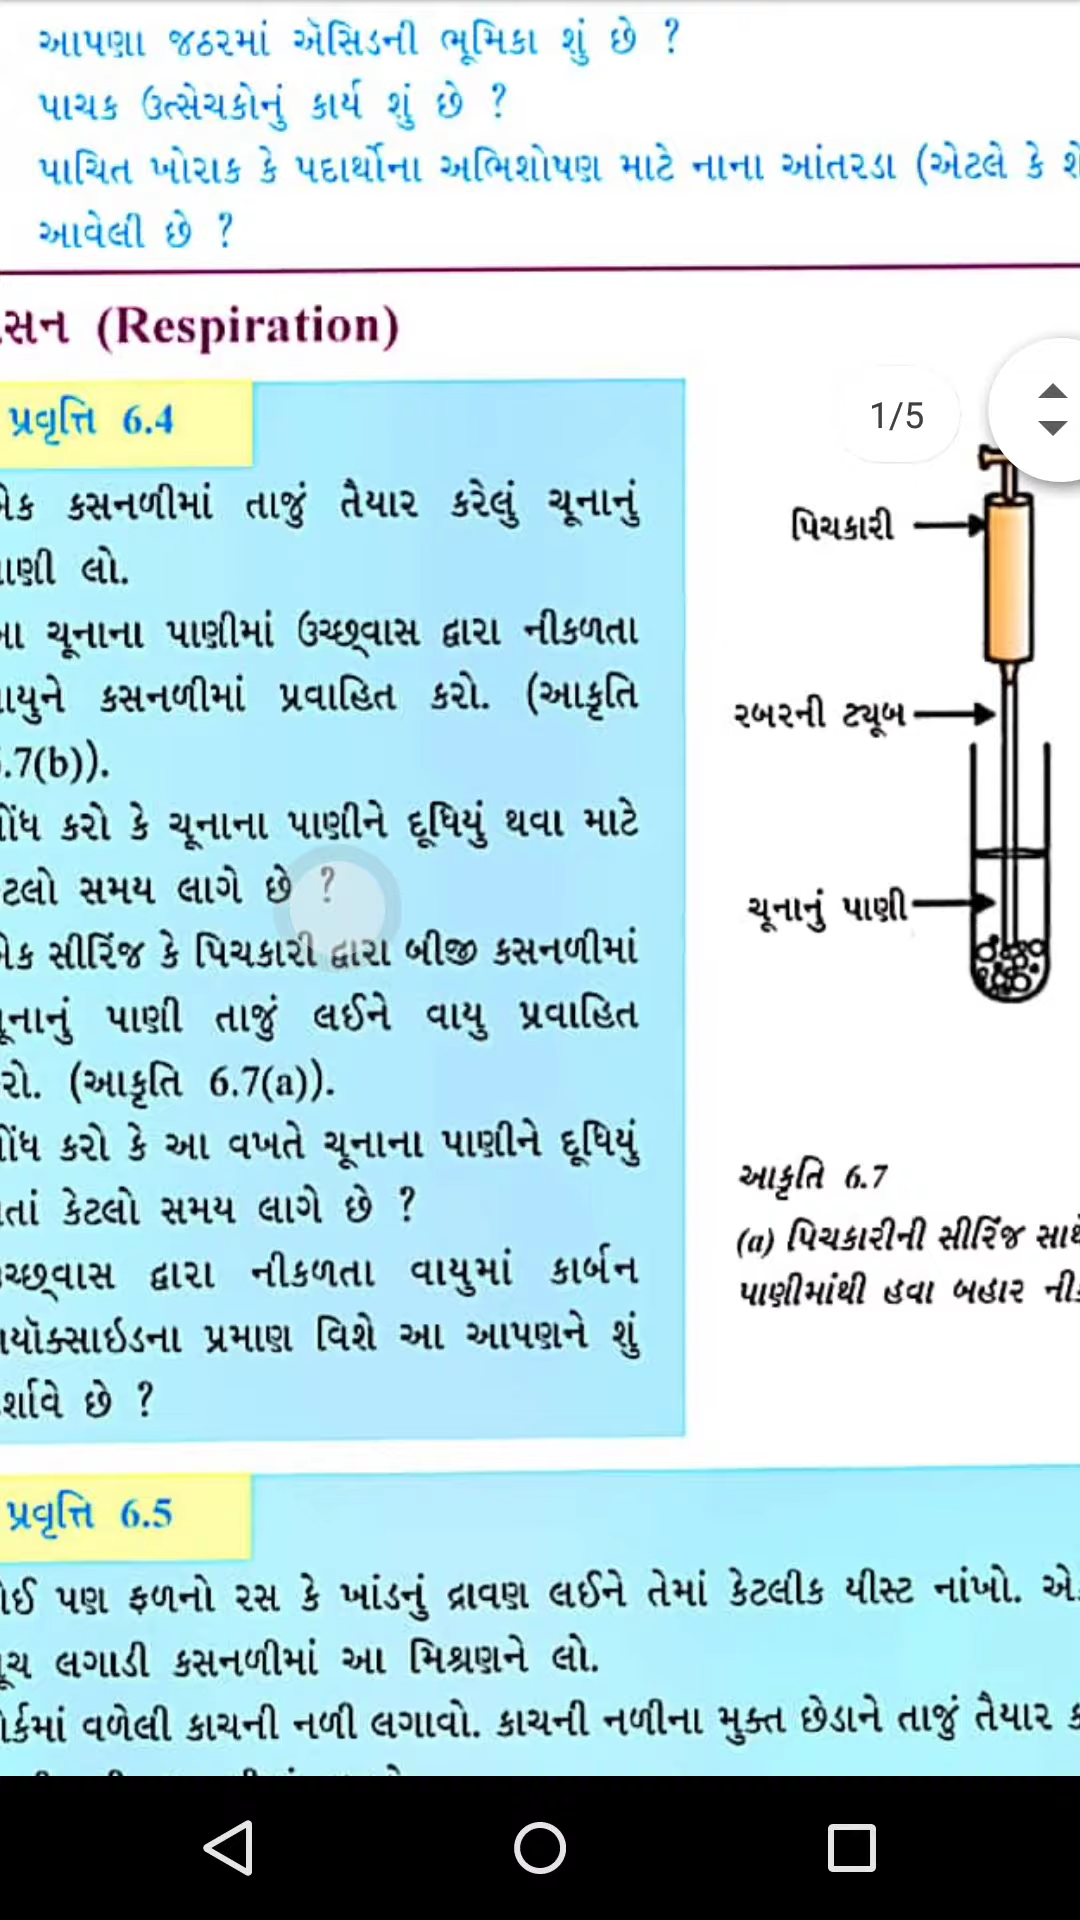 આપણા જઠરમાં ઍસિડની ભૂમિકા શું છે ?
પાચક ઉત્સેચકોનું કાર્ય શું છે ?
પાચિત ખોરાક કે પદાર્થોના અભિશોષણ માટે નાના આંતરડા (એટલે કે
આવેલી છે ?
(Respiration)
પ્રવૃત્તિ 6.4
કસનળીમાં તાજું તૈયાર કરેલું ચૂનાનું
લો.
ચૂનાના પાણીમાં ઉચ્છ્વાસ દ્વારા નીકળતા
કસનળીમાં પ્રવાહિત કરો. (આકૃતિ
.7(b)).
કરો કે ચૂનાના પાણીને દૂધિયું થવા માટે
સમય લાગે છે ?
સીરિંજ કે પિચકારી દ્વારા બીજી કસનળીમાં
પાણી તાજું લઈને વાયુ પ્રવાહિત
(આકૃતિ 6.7(a)).
કરો કે આ વખતે ચૂનાના પાણીને દૂધિયું
કેટલો સમય લાગે છે ?
દ્વારા નીકળતા વાયુમાં કાર્બન
પ્રમાણ વિશે આ આપણને શું
છે ?
1/5
પિચકારી
રબરની ટ્યૂબ
ચૂનાનું પાણી
આકૃતિ 6.7
(a) પિચકારીની સીરિંજ
પાણીમાંથી હવા બહાર
પ્રવૃત્તિ 6.5
પણ ફળનો રસ કે ખાંડનું દ્રાવણ લઈને તેમાં કેટલીક યીસ્ટ નાંખો.
લગાડી કસનળીમાં આ મિશ્રણને લો.
વળેલી કાચની નળી લગાવો. કાચની નળીના મુક્ત છેડાને તાજું તૈયાર